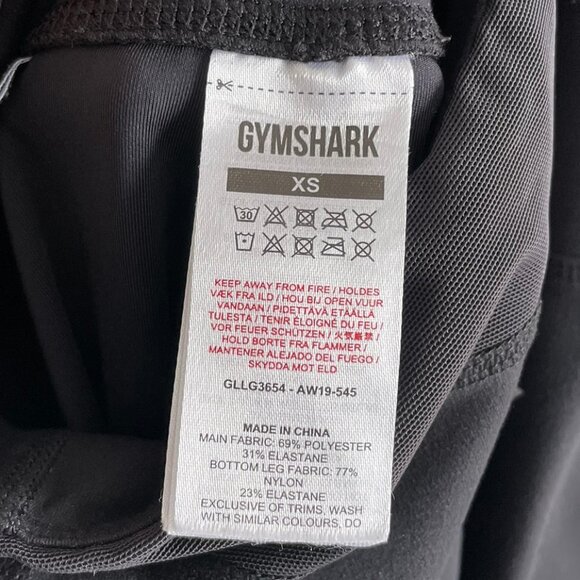 GYMSHARK
XS
30
KEEP AWAY FROM FIRE / HOLDES
VÆK FRA ILD / HOU BIJ OPEN VUUR
VANDAAN / PIDETTÄVÄ ETÄÄLLÄ
TULESTA / TENIR ÉLOIGNÉ DU FEU /
VOR FEUER SCHÜTZEN / 火気厳禁 /
HOLD BORTE FRA FLAMMER /
MANTENER ALEJADO DEL FUEGO /
SKYDDA MOT ELD
GLLG3654 - AW19-545
MADE IN CHINA
MAIN FABRIC: 69% POLYESTER
31% ELASTANE
BOTTOM LEG FABRIC: 77%
NYLON
23% ELASTANE
EXCLUSIVE OF TRIMS, WASH
WITH SIMILAR COLOURS, DO